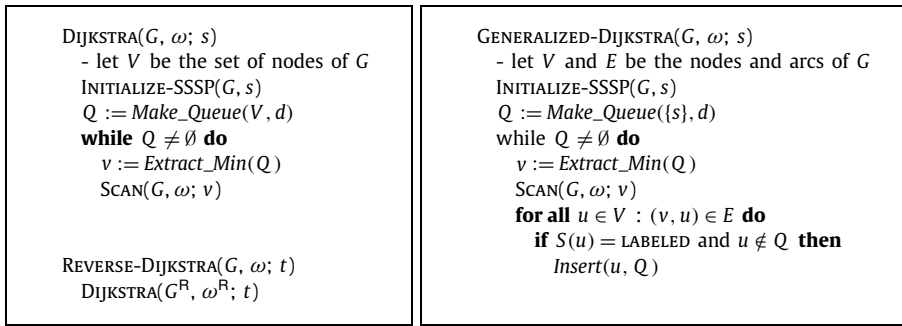 DIJKSTRA(G, ω; s)
- let V be the set of nodes of G
INITIALIZE-SSSP(G, s)
Q := Make_Queue(V, d)
while Q ≠ ∅ do
v := Extract_Min(Q)
SCAN(G, ω; v)
REVERSE-DIJKSTRA(G, ω; t)
DIJKSTRA(Gᴿ, ωᴿ; t)
GENERALIZED-DIJKSTRA(G, ω; s)
- let V and E be the nodes and arcs of G
INITIALIZE-SSSP(G, s)
Q := Make_Queue({s}, d)
while Q ≠ ∅ do
v := Extract_Min(Q)
SCAN(G, ω; v)
for all u ∈ V : (v, u) ∈ E do
if S(u) = LABELED and u ∉ Q then
Insert(u, Q)